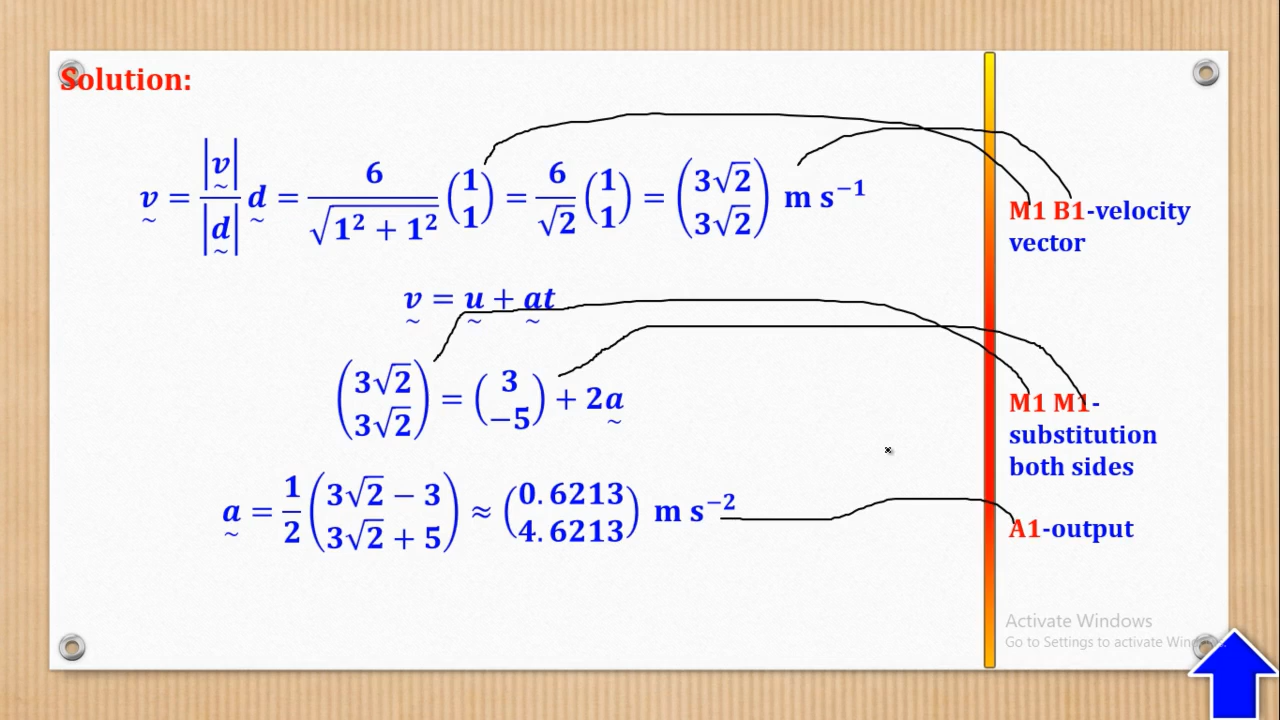 Solution:
v = |v|/|d| d = 6/√(1² + 1²) (1 1) = 6/√2 (1 1) = (3√2 3√2) m s⁻¹
M1 B1-velocity
vector
v = u + at
(3√2 3√2) = (3 −5) + 2a
M1 M1-
substitution
both sides
a = 1/2 (3√2 − 3 3√2 + 5) ≈ (0.6213 4.6213) m s⁻²
A1-output
Activate Windows
Go to Settings to activate Windows.